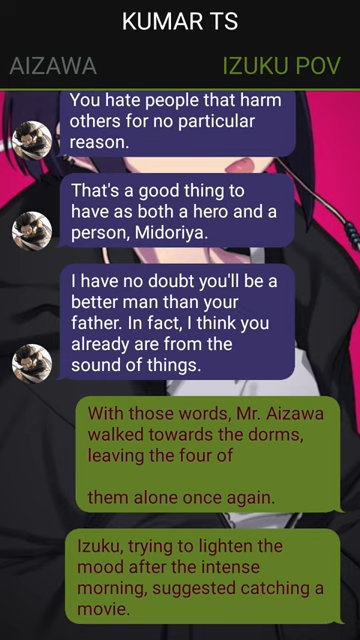 KUMAR TS
AIZAWA
IZUKU POV
You hate people that harm
others for no particular
reason.
That's a good thing to
have as both a hero and a
person, Midoriya.
I have no doubt you'll be a
better man than your
father. In fact, I think you
already are from the
sound of things.
With those words, Mr. Aizawa
walked towards the dorms,
leaving the four of
them alone once again.
Izuku, trying to lighten the
mood after the intense
morning, suggested catching a
movie.